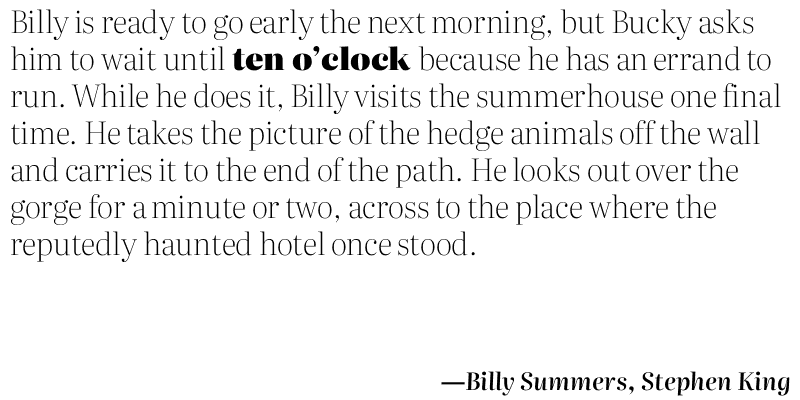 Billy is ready to go early the next morning, but Bucky asks
him to wait until ten o’clock because he has an errand to
run. While he does it, Billy visits the summerhouse one final
time. He takes the picture of the hedge animals off the wall
and carries it to the end of the path. He looks out over the
gorge for a minute or two, across to the place where the
reputedly haunted hotel once stood.
—Billy Summers, Stephen King